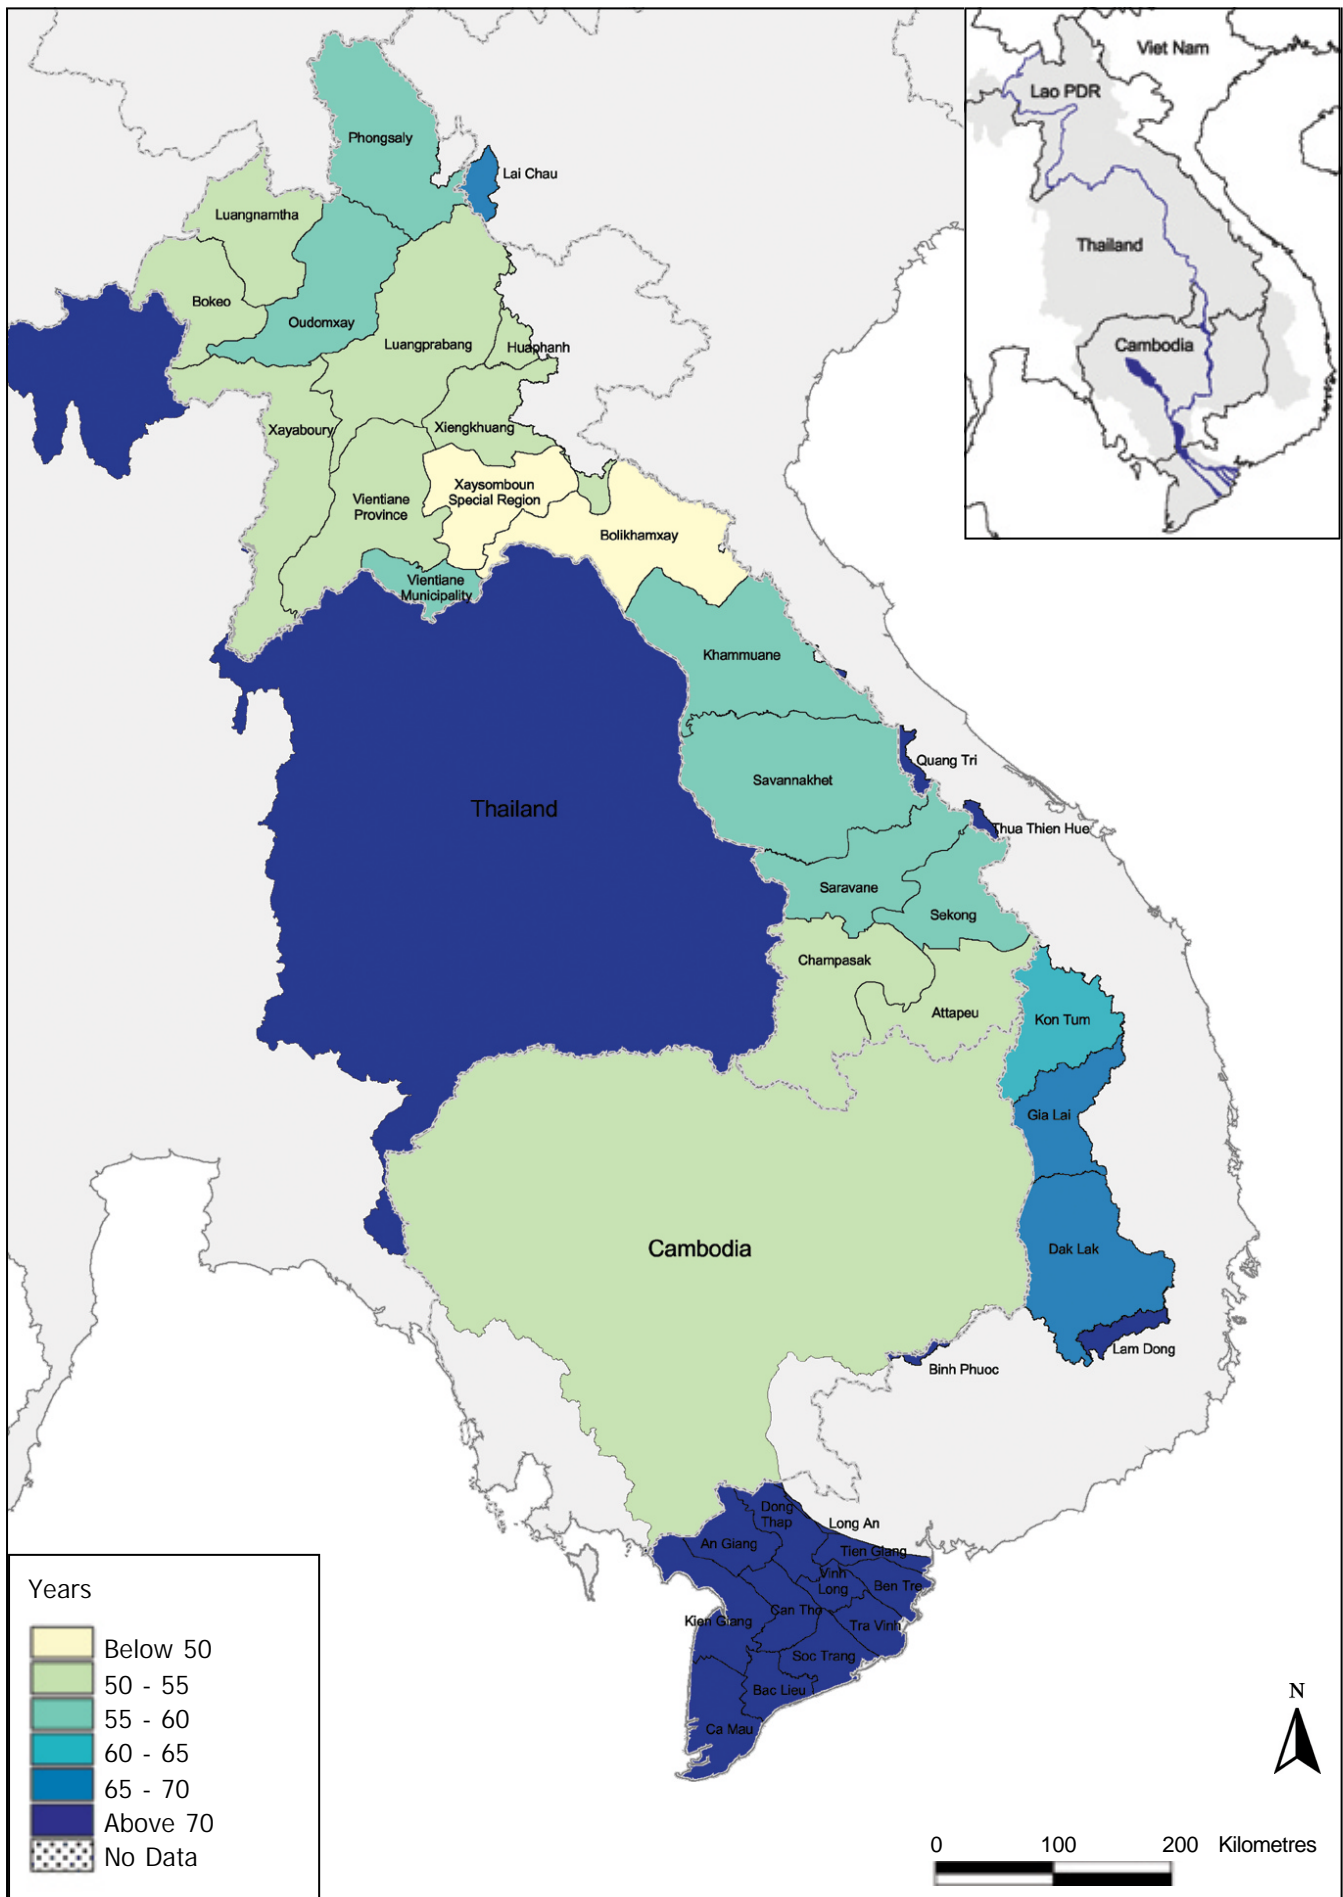 Viet Nam
Lao PDR
Thailand
Cambodia
Phongsaly
Lai Chau
Luangnamtha
Bokeo
Oudomxay
Luangprabang
Huaphanh
Xayaboury
Xiengkhuang
Xaysomboun
Special Region
Vientiane
Province
Bolikhamxay
Vientiane
Municipality
Khammuane
Quang Tri
Savannakhet
Thailand
Thua Thien Hue
Saravane
Sekong
Champasak
Attapeu
Kon Tum
Gia Lai
Cambodia
Dak Lak
Lam Dong
Binh Phuoc
Dong
Thap
Long An
An Giang
Tien Giang
Vinh
Long
Ben Tre
Can Tho
Kien Giang
Tra Vinh
Soc Trang
Bac Lieu
Ca Mau
Years
Below 50
50 - 55
55 - 60
60 - 65
65 - 70
Above 70
No Data
N
0 100 200 Kilometres